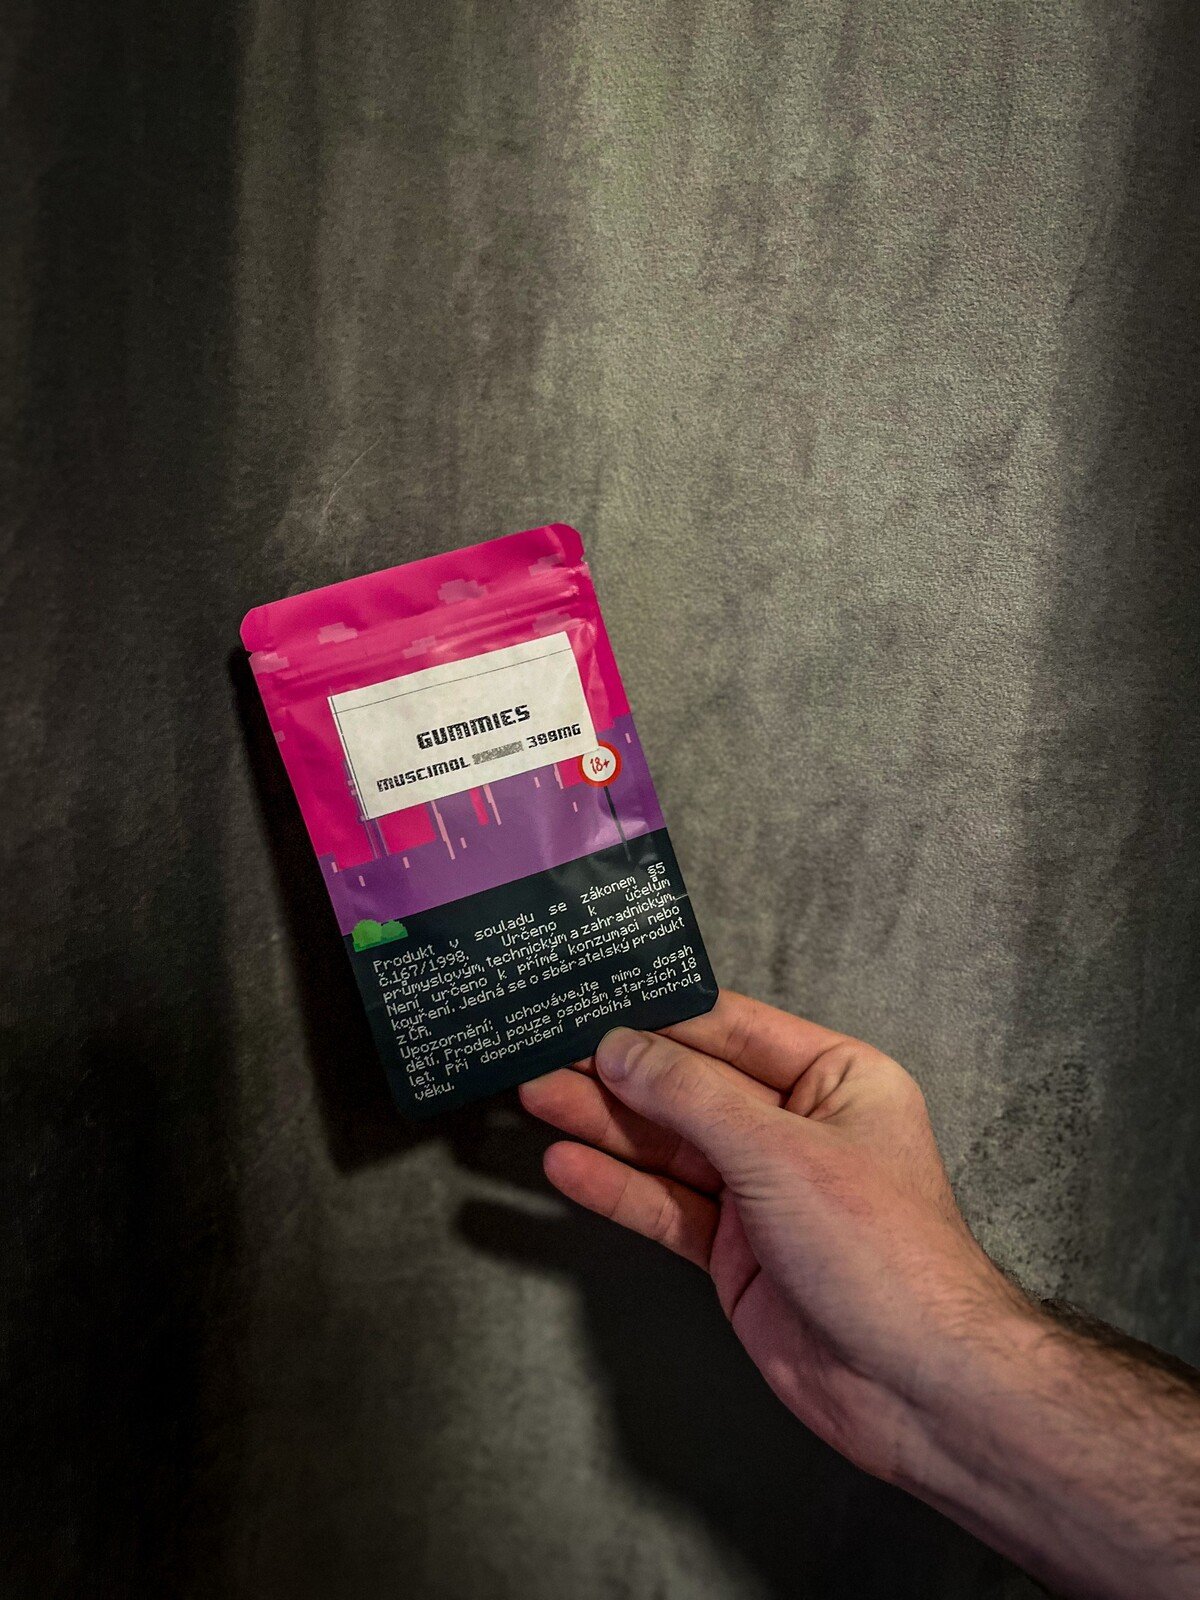 GUMMIES
MUSCIMOL 398MG
18+
Produkt v souladu se zákonem §5
č.167/1998. Určeno k účelům
průmyslovým, technickým a zahradnickým.
Není určeno k přímé konzumaci nebo
kouření. Jedná se o sběratelský produkt
z ČR.
Upozornění: uchovávejte mimo dosah
dětí. Prodej pouze osobám starších 18
let. Při doporučení probíhá kontrola
věku.